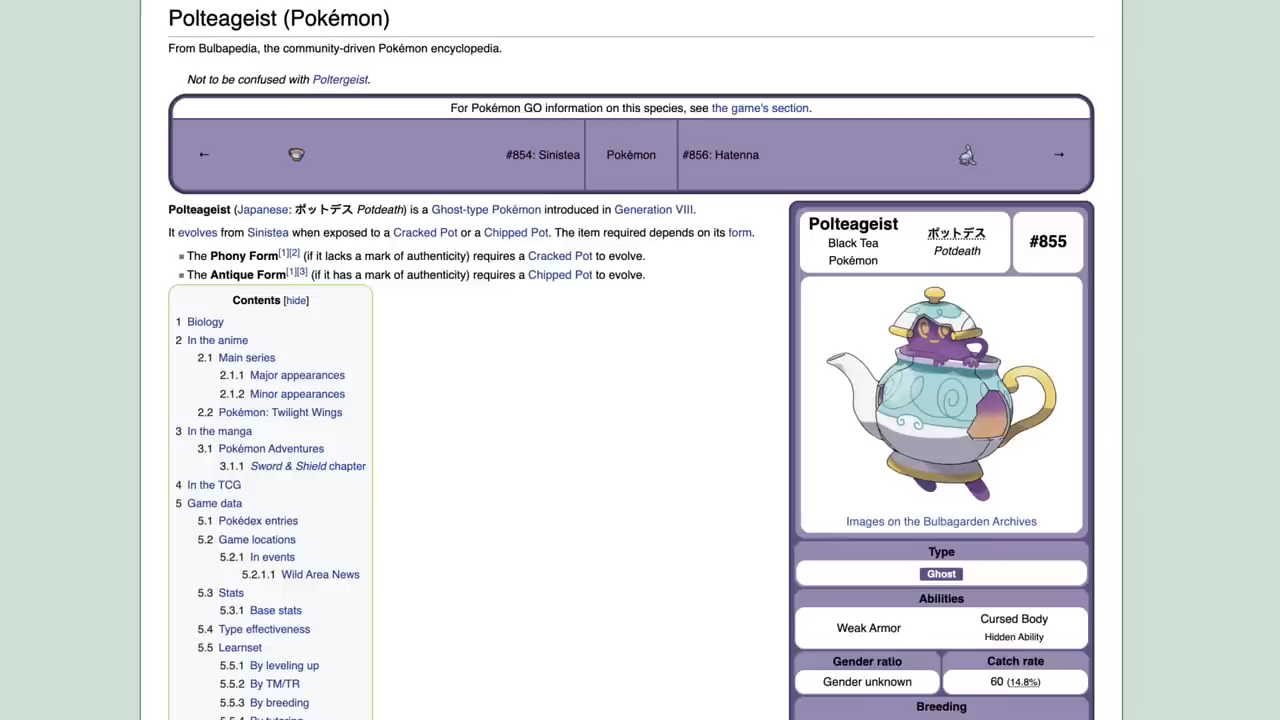 Polteageist (Pokémon)
From Bulbapedia, the community-driven Pokémon encyclopedia.
Not to be confused with Poltergeist.
For Pokémon GO information on this species, see the game's section.
← #854: Sinistea Pokémon #856: Hatenna →
Polteageist (Japanese: ポットデス Potdeath) is a Ghost-type Pokémon introduced in Generation VIII.
It evolves from Sinistea when exposed to a Cracked Pot or a Chipped Pot. The item required depends on its form.
The Phony Form[1][2] (if it lacks a mark of authenticity) requires a Cracked Pot to evolve.
The Antique Form[1][3] (if it has a mark of authenticity) requires a Chipped Pot to evolve.
Contents [hide]
1 Biology
2 In the anime
2.1 Main series
2.1.1 Major appearances
2.1.2 Minor appearances
2.2 Pokémon: Twilight Wings
3 In the manga
3.1 Pokémon Adventures
3.1.1 Sword & Shield chapter
4 In the TCG
5 Game data
5.1 Pokédex entries
5.2 Game locations
5.2.1 In events
5.2.1.1 Wild Area News
5.3 Stats
5.3.1 Base stats
5.4 Type effectiveness
5.5 Learnset
5.5.1 By leveling up
5.5.2 By TM/TR
5.5.3 By breeding
5.5.4 By tutoring
Polteageist
Black Tea
Pokémon
ポットデス
Potdeath
#855
Images on the Bulbagarden Archives
Type
Ghost
Abilities
Weak Armor
Cursed Body
Hidden Ability
Gender ratio
Gender unknown
Catch rate
60 (14.8%)
Breeding